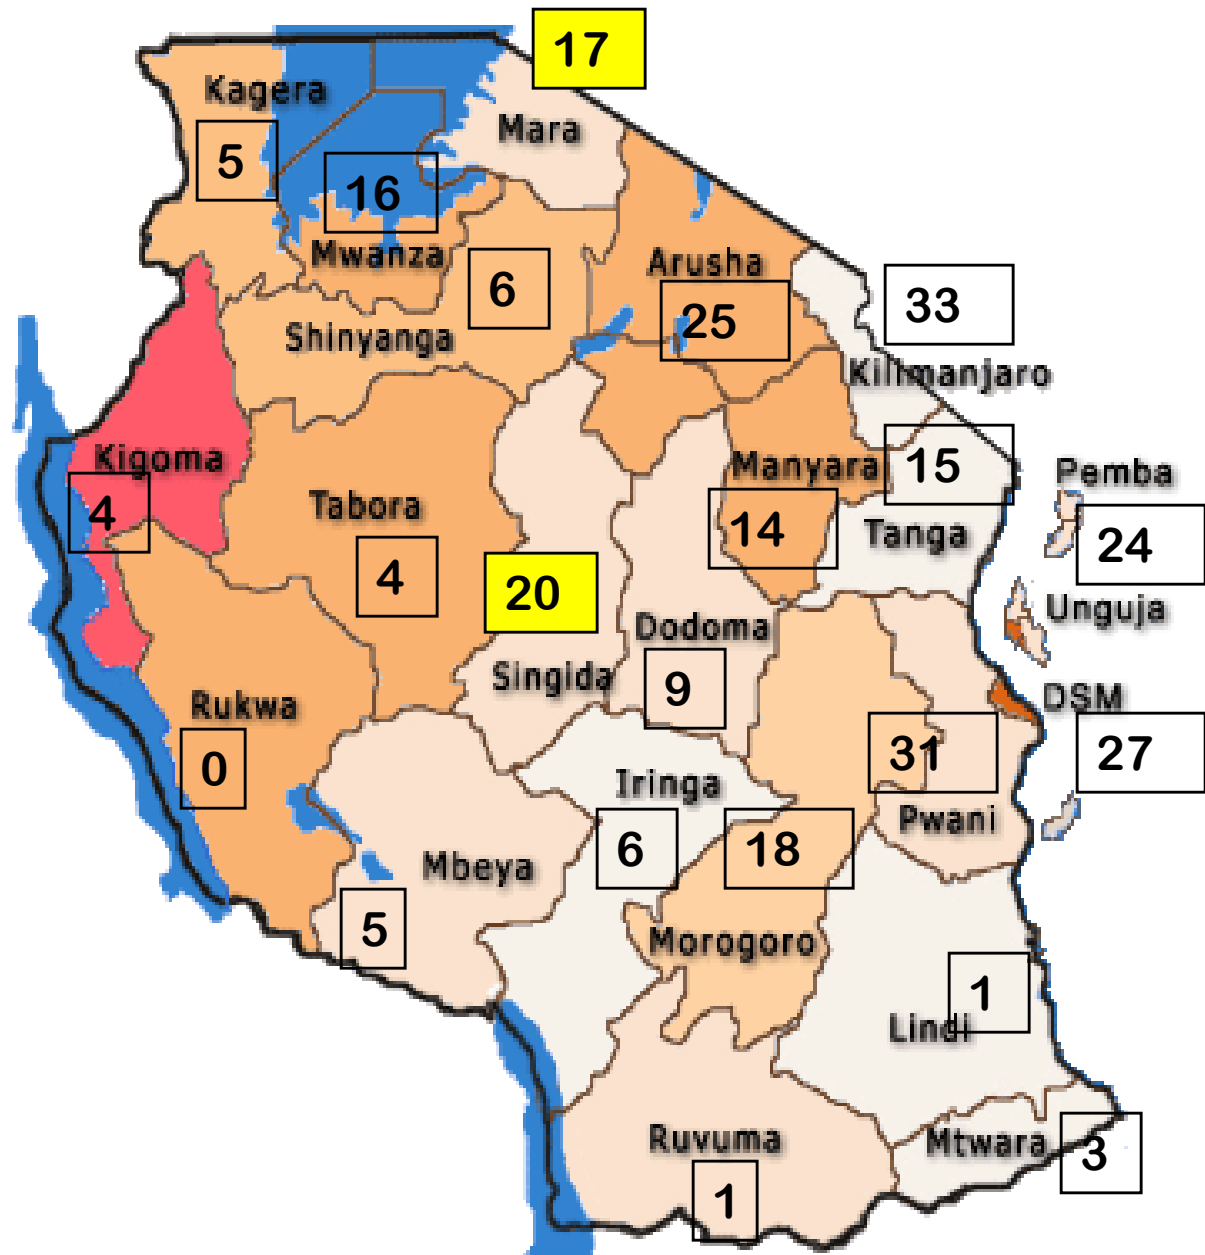 17
Kagera
Mara
5
16
Mwanza
Arusha
6
25
33
Shinyanga
Kilimanjaro
Kigoma
Manyara
15
Pemba
4
Tabora
14
Tanga
24
4
20
Dodoma
Unguja
Singida
9
Rukwa
DSM
0
31
27
Iringa
Pwani
6
18
Mbeya
5
Morogoro
1
Lindi
Ruvuma
Mtwara
3
1